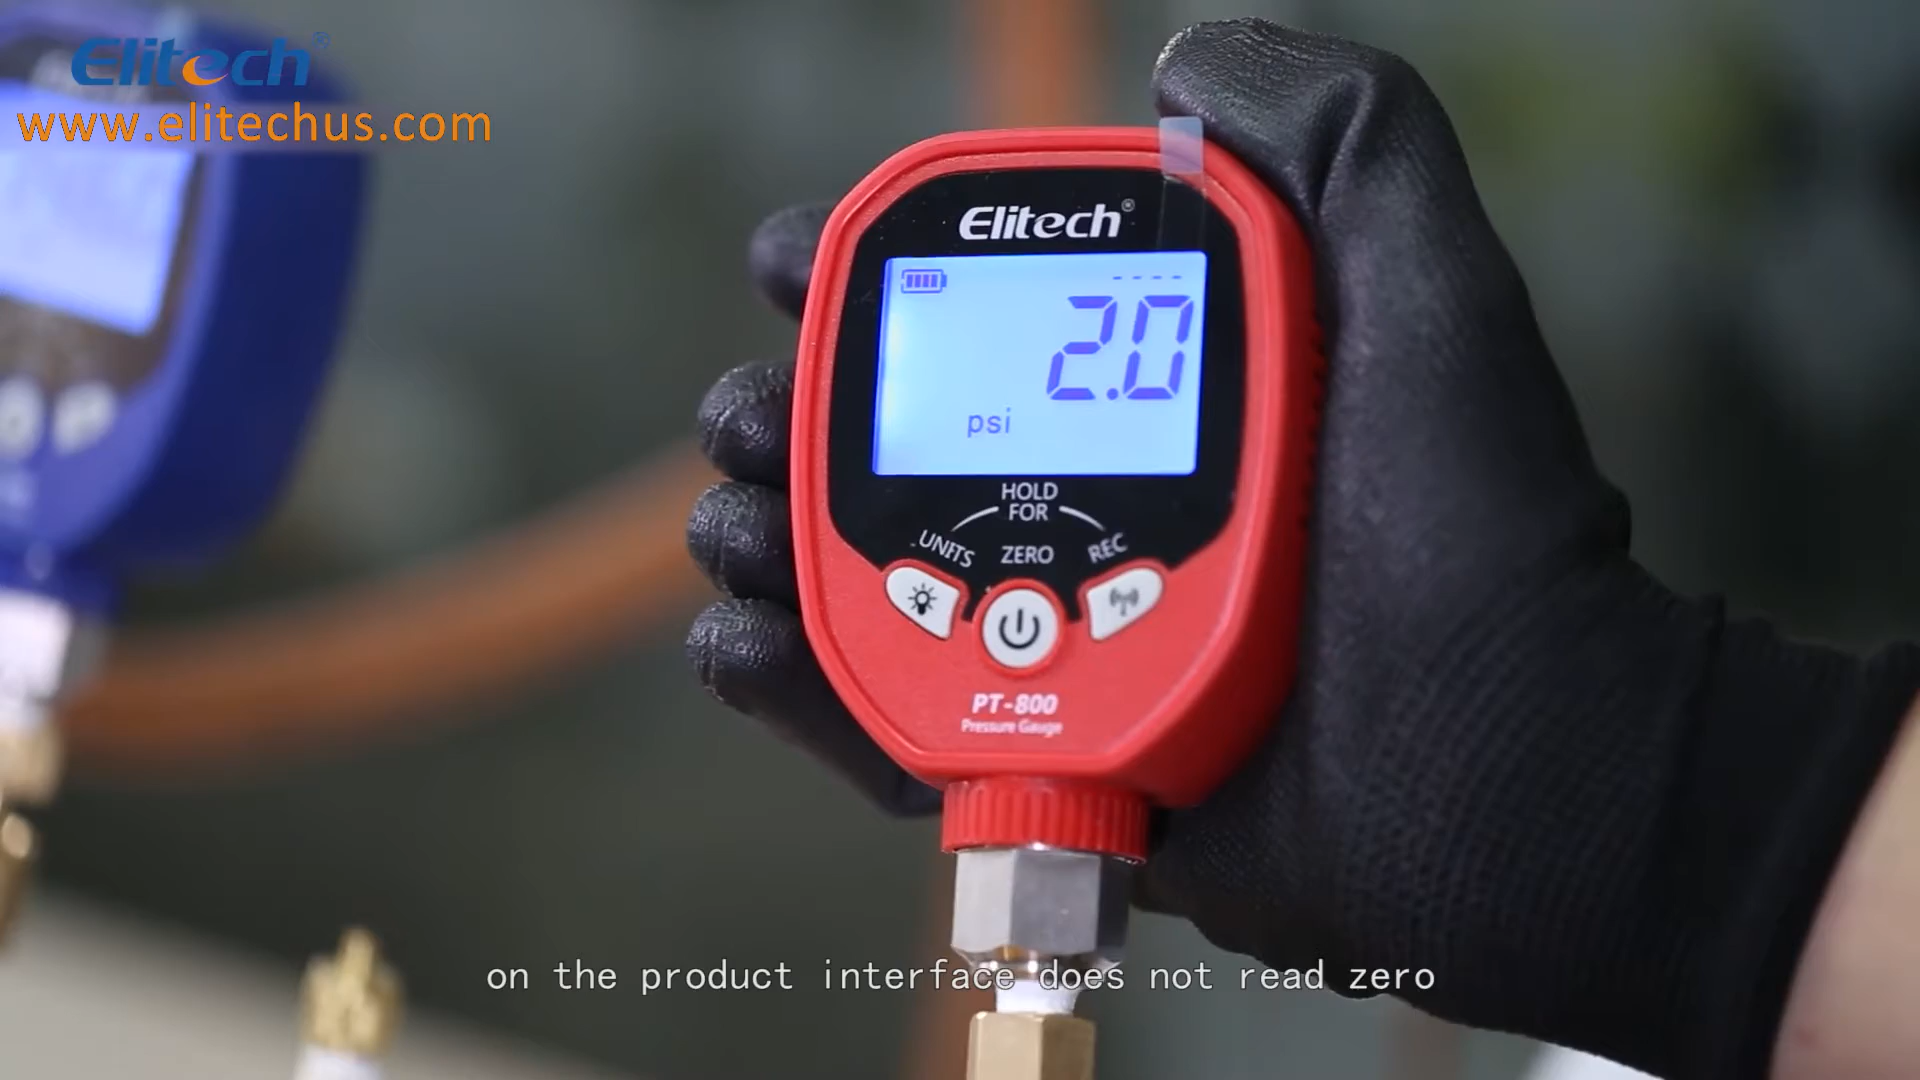 Elitech®
www.elitechus.com
Elitech®
2.0
psi
HOLD
FOR
UNITS ZERO REC
PT-800
Pressure Gauge
on the product interface does not read zero